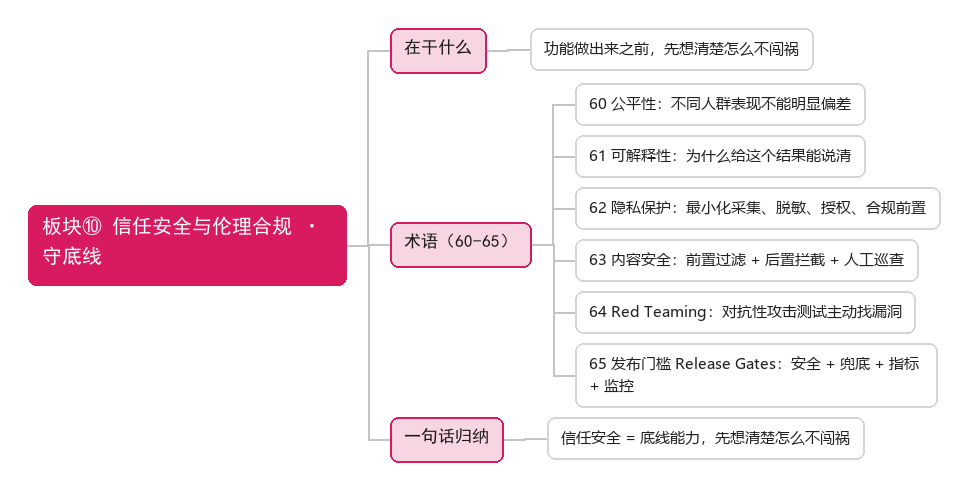 板块⑩ 信任安全与伦理合规 ·
守底线
在干什么
功能做出来之前，先想清楚怎么不闯祸
术语（60-65）
60 公平性：不同人群表现不能明显偏差
61 可解释性：为什么给这个结果能说清
62 隐私保护：最小化采集、脱敏、授权、合规前置
63 内容安全：前置过滤 + 后置拦截 + 人工巡查
64 Red Teaming：对抗性攻击测试主动找漏洞
65 发布门槛 Release Gates：安全 + 兜底 + 指标
+ 监控
一句话归纳
信任安全 = 底线能力，先想清楚怎么不闯祸